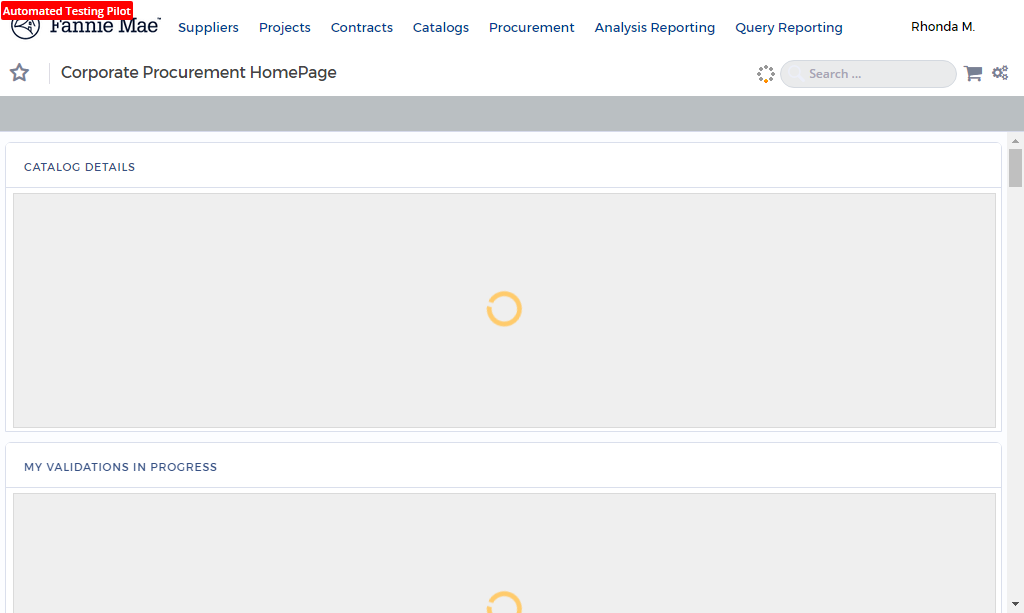 Automated Testing Pilot
Fannie Mae™
Suppliers
Projects
Contracts
Catalogs
Procurement
Analysis Reporting
Query Reporting
Rhonda M.
Corporate Procurement HomePage
Search ...
CATALOG DETAILS
MY VALIDATIONS IN PROGRESS